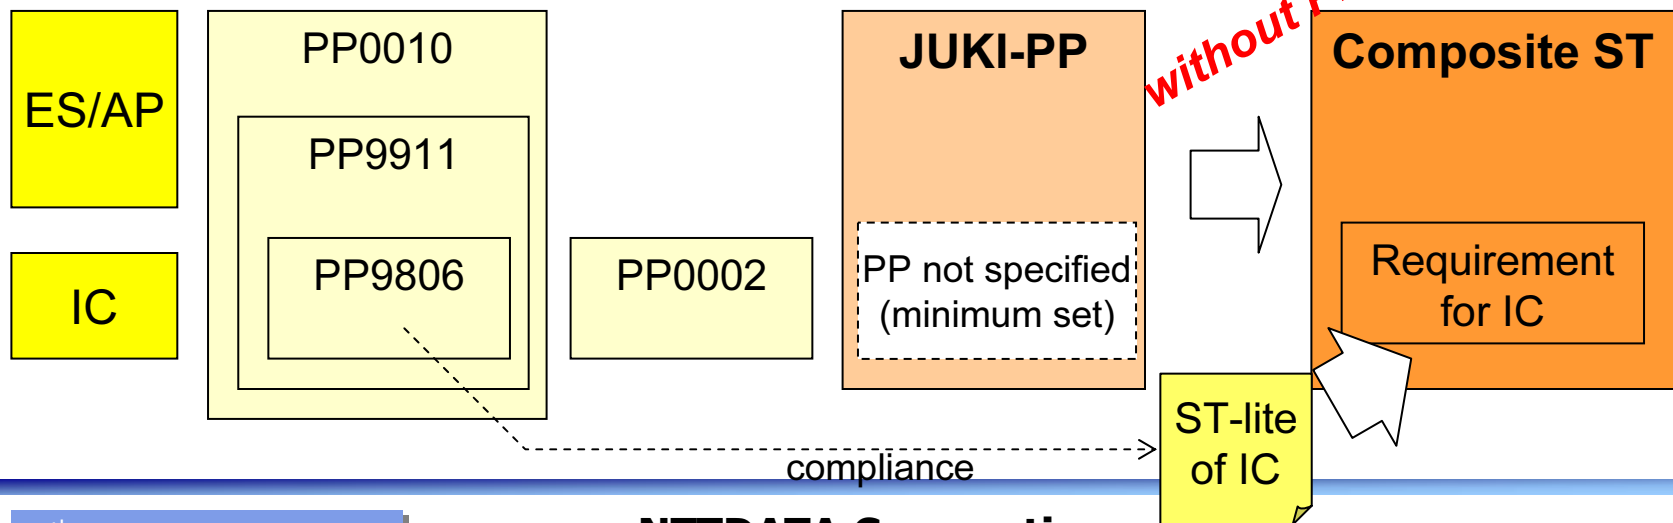 ES/AP
IC
PP0010
PP9911
PP9806
PP0002
JUKI-PP
PP not specified
(minimum set)
without
Composite ST
Requirement
for IC
ST-lite
of IC
compliance